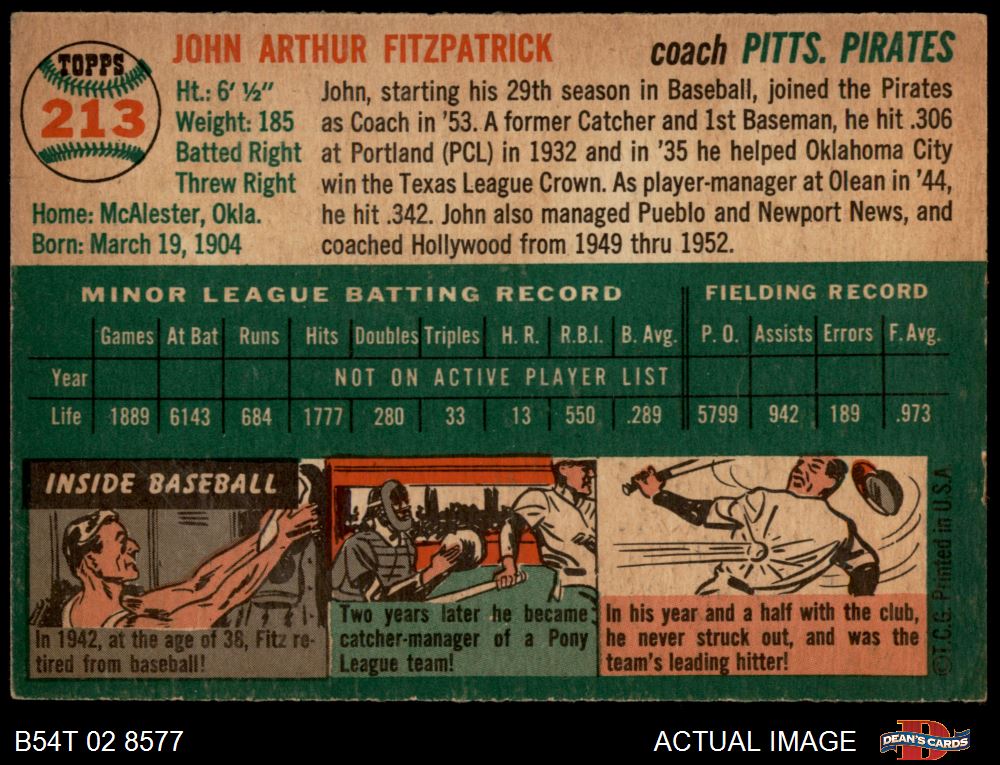 TOPPS
213
JOHN ARTHUR FITZPATRICK
coach PITTS. PIRATES
Ht.: 6' ½"
Weight: 185
Batted Right
Threw Right
Home: McAlester, Okla.
Born: March 19, 1904
John, starting his 29th season in Baseball, joined the Pirates
as Coach in '53. A former Catcher and 1st Baseman, he hit .306
at Portland (PCL) in 1932 and in '35 he helped Oklahoma City
win the Texas League Crown. As player-manager at Olean in '44,
he hit .342. John also managed Pueblo and Newport News, and
coached Hollywood from 1949 thru 1952.
MINOR LEAGUE BATTING RECORD FIELDING RECORD
Games At Bat Runs Hits Doubles Triples H. R. R.B.I. B. Avg. P. O. Assists Errors F. Avg.
Year NOT ON ACTIVE PLAYER LIST
Life 1889 6143 684 1777 280 33 13 550 .289 5799 942 189 .973
INSIDE BASEBALL
In 1942, at the age of 38, Fitz re-
tired from baseball!
Two years later he became
catcher-manager of a Pony
League team!
In his year and a half with the club,
he never struck out, and was the
team's leading hitter!
©T.C.G. Printed in U.S.A
B54T 02 8577
ACTUAL IMAGE
DEAN'S CARDS